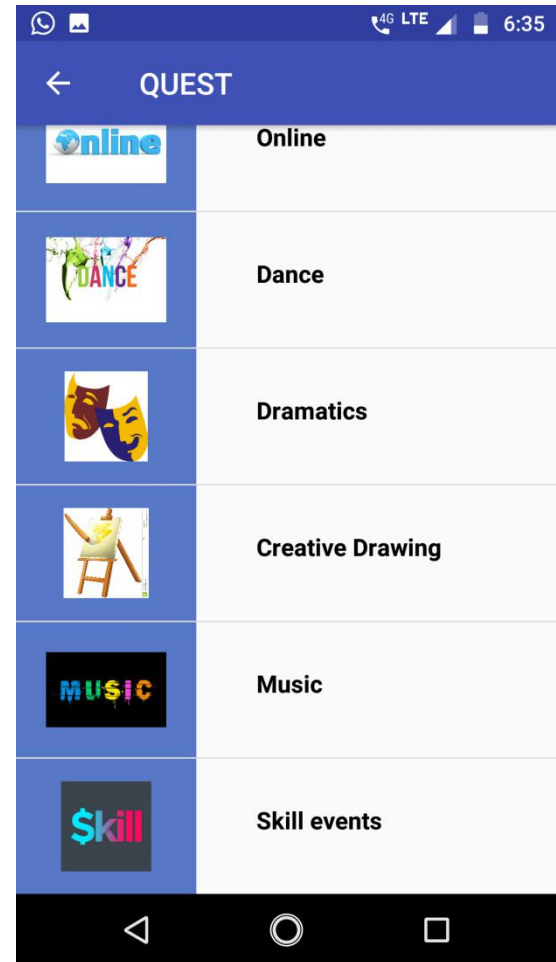 4G LTE 6:35
QUEST
Online
Online
DANCE
Dance
Dramatics
Creative Drawing
MUSIC
Music
$kill
Skill events